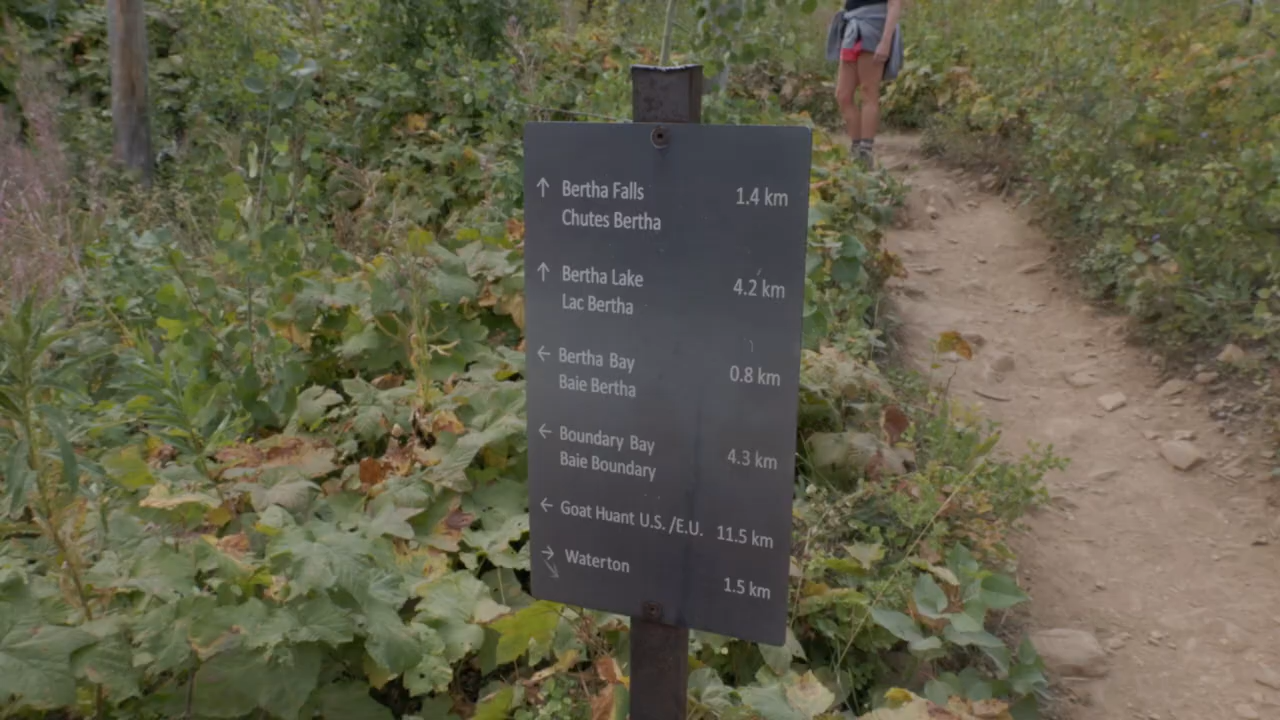 ↑ Bertha Falls 1.4 km
Chutes Bertha
↑ Bertha Lake 4.2 km
Lac Bertha
← Bertha Bay 0.8 km
Baie Bertha
← Boundary Bay 4.3 km
Baie Boundary
← Goat Huant U.S./E.U. 11.5 km
→ Waterton 1.5 km